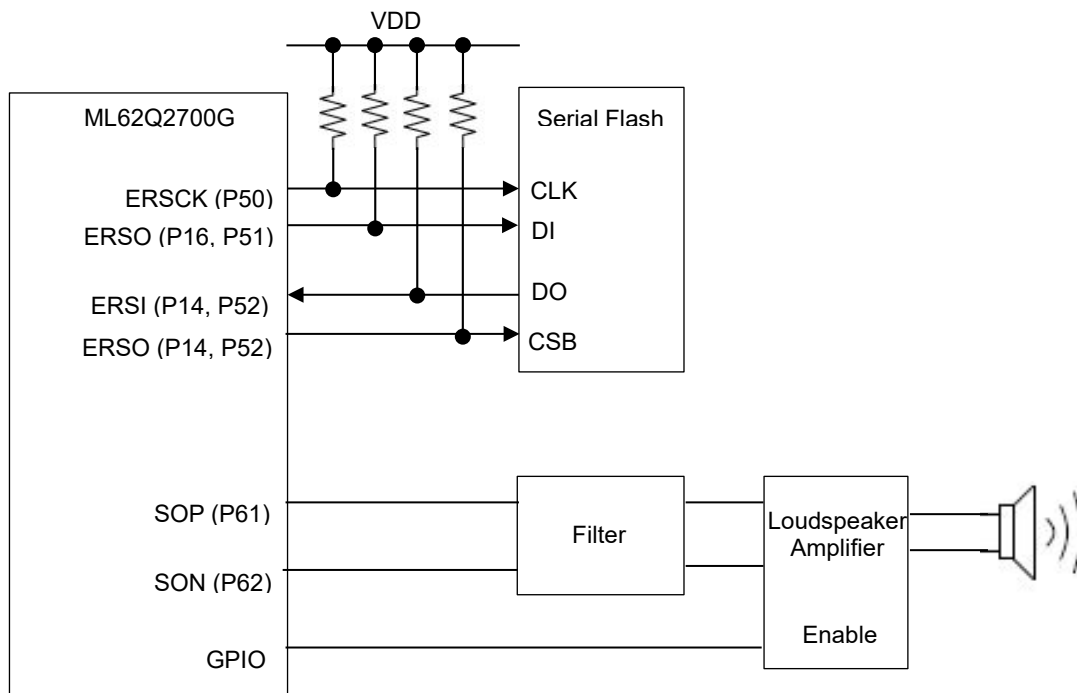 VDD
ML62Q2700G
Serial Flash
ERSCK (P50)
CLK
ERSO (P16, P51)
DI
ERSI (P14, P52)
DO
ERSO (P14, P52)
CSB
SOP (P61)
Filter
Loudspeaker
Amplifier
SON (P62)
Enable
GPIO